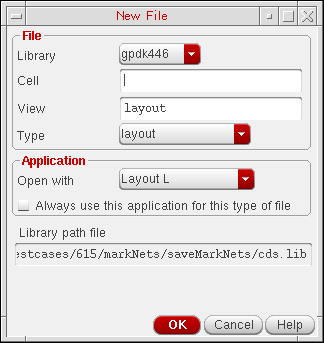 New File
File
Library gpdk446
Cell
View layout
Type layout
Application
Open with Layout L
Always use this application for this type of file
Library path file
estcases/615/markNets/saveMarkNets/cds.lib
OK Cancel Help